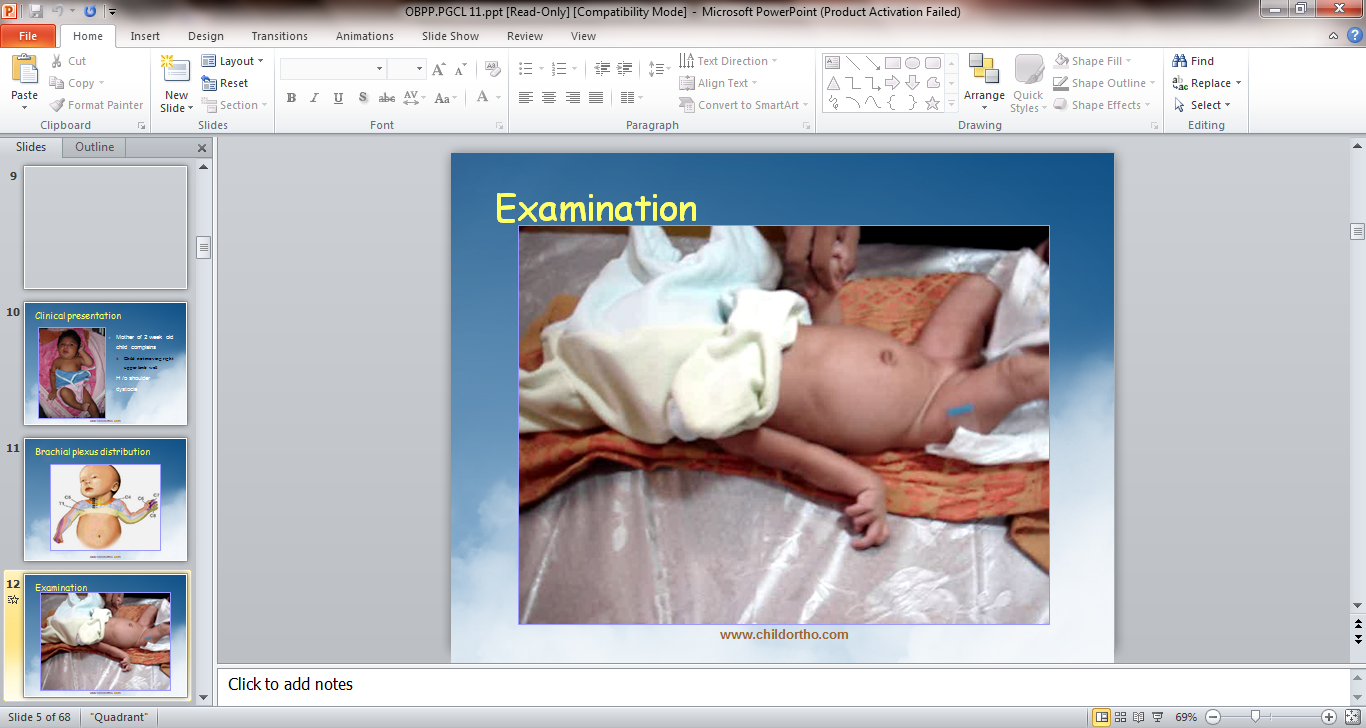 OBPP.PGCL 11.ppt [Read-Only] [Compatibility Mode] - Microsoft PowerPoint (Product Activation Failed)
File Home Insert Design Transitions Animations Slide Show Review View
Paste
Cut
Copy
Format Painter
Clipboard
New
Slide
Layout
Reset
Section
Slides
B I U S abc AV Aa A
Font
Text Direction
Align Text
Convert to SmartArt
Paragraph
Arrange
Quick
Styles
Shape Fill
Shape Outline
Shape Effects
Drawing
Find
Replace
Select
Editing
Slides Outline
9
10
Clinical presentation
Mother of 2 week old
child complains
11
Brachial plexus distribution
12
Examination
Examination
www.childortho.com
Click to add notes
Slide 5 of 68 "Quadrant" 69%